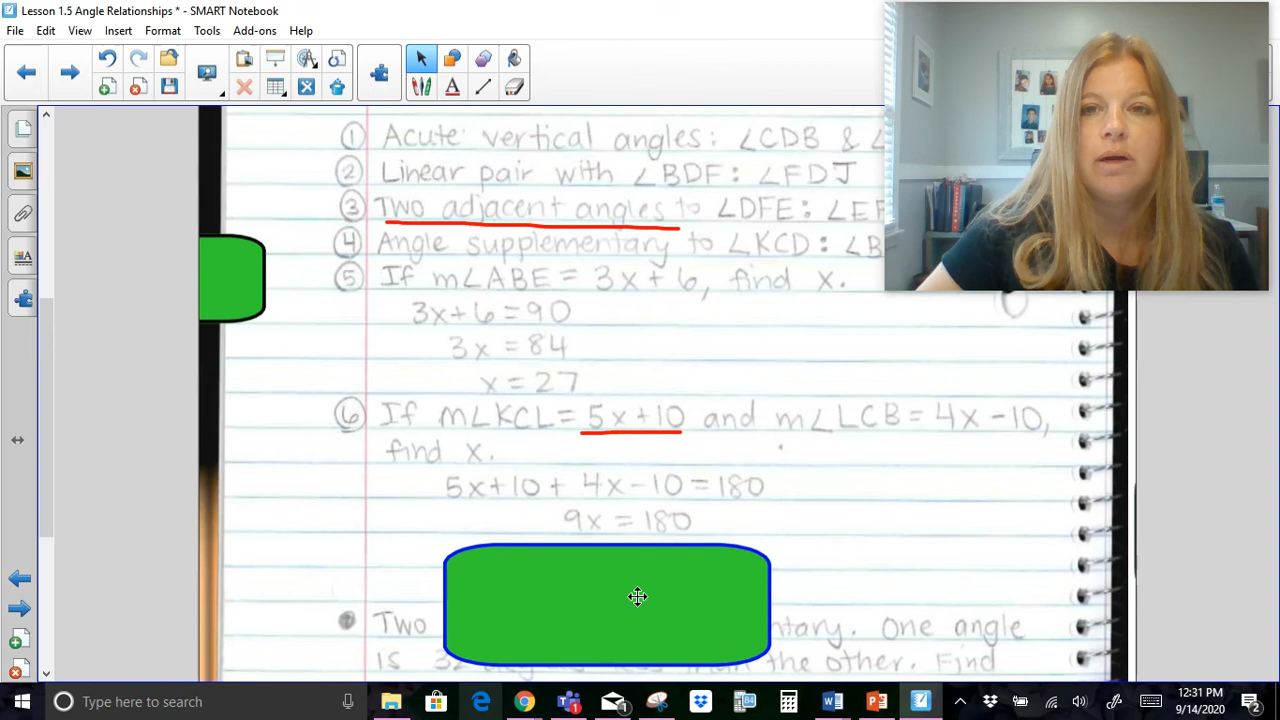 Lesson 1.5 Angle Relationships * - SMART Notebook
File Edit View Insert Format Tools Add-ons Help
① Acute vertical angles: ∠CDB & ∠
② Linear pair with ∠BDF: ∠FDJ
③ Two adjacent angles to ∠DFE: ∠EF
④ Angle supplementary to ∠KCD: ∠B
⑤ If m∠ABE = 3x+6, find x.
3x+6=90
3x = 84
x = 27
⑥ If m∠KCL= 5x+10 and m∠LCB=4x-10,
find x.
5x+10+ 4x-10=180
9x = 180
• Two ntary. One angle
is 32 the other. Find
Type here to search
12:31 PM
9/14/2020